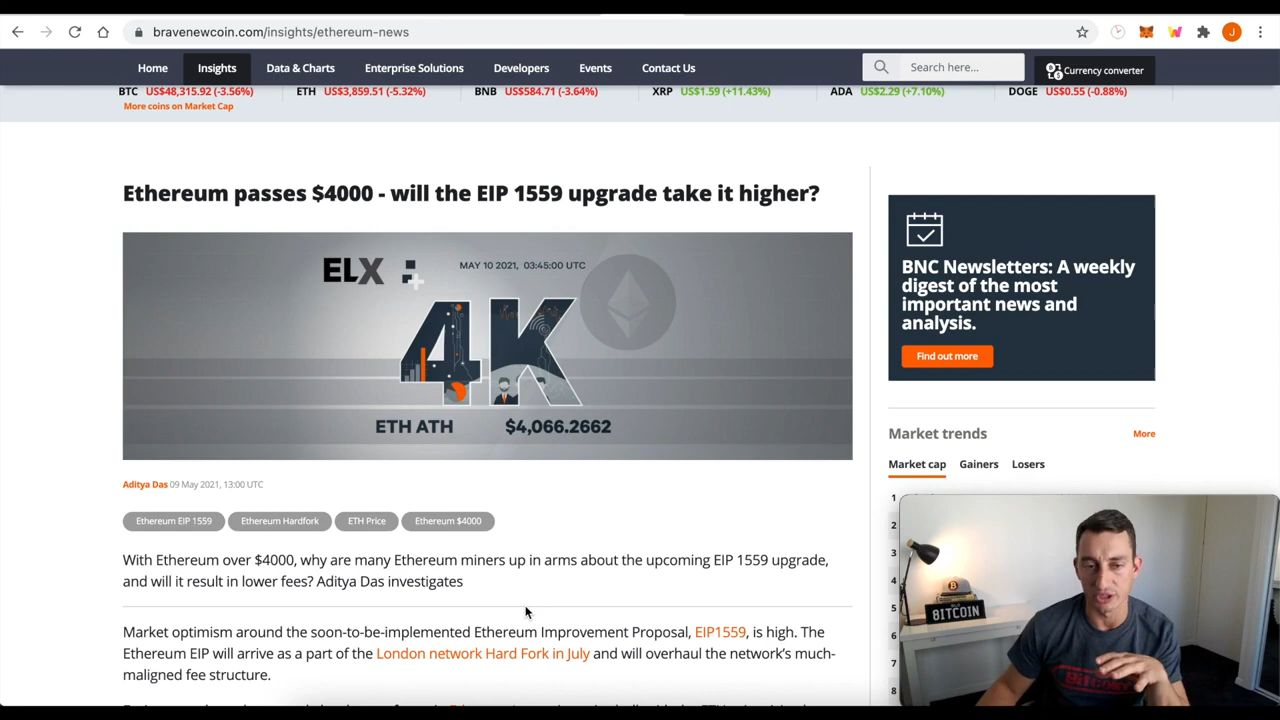 bravenewcoin.com/insights/ethereum-news
J
Home Insights Data & Charts Enterprise Solutions Developers Events Contact Us
Search here...
Currency converter
BTC US$48,315.92 (-3.56%) ETH US$3,859.51 (-5.32%) BNB US$584.71 (-3.64%) XRP US$1.59 (+11.43%) ADA US$2.29 (+7.10%) DOGE US$0.55 (-0.88%)
More coins on Market Cap
Ethereum passes $4000 - will the EIP 1559 upgrade take it higher?
ELX
MAY 10 2021, 03:45:00 UTC
4K
ETH ATH $4,066.2662
Aditya Das 09 May 2021, 13:00 UTC
Ethereum EIP 1559 Ethereum Hardfork ETH Price Ethereum $4000
With Ethereum over $4000, why are many Ethereum miners up in arms about the upcoming EIP 1559 upgrade,
and will it result in lower fees? Aditya Das investigates
Market optimism around the soon-to-be-implemented Ethereum Improvement Proposal, EIP1559, is high. The
Ethereum EIP will arrive as a part of the London network Hard Fork in July and will overhaul the network's much-
maligned fee structure.
BNC Newsletters: A weekly
digest of the most
important news and
analysis.
Find out more
Market trends
More
Market cap Gainers Losers
1
2
3
4
5
6
7
8
BITCOIN